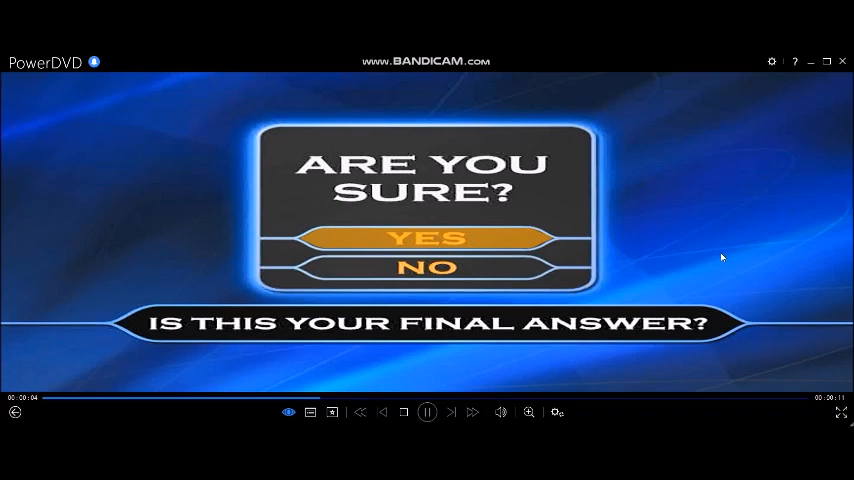 PowerDVD
www.BANDICAM.com
?
ARE YOU
SURE?
YES
NO
IS THIS YOUR FINAL ANSWER?
00:00:04
00:00:11